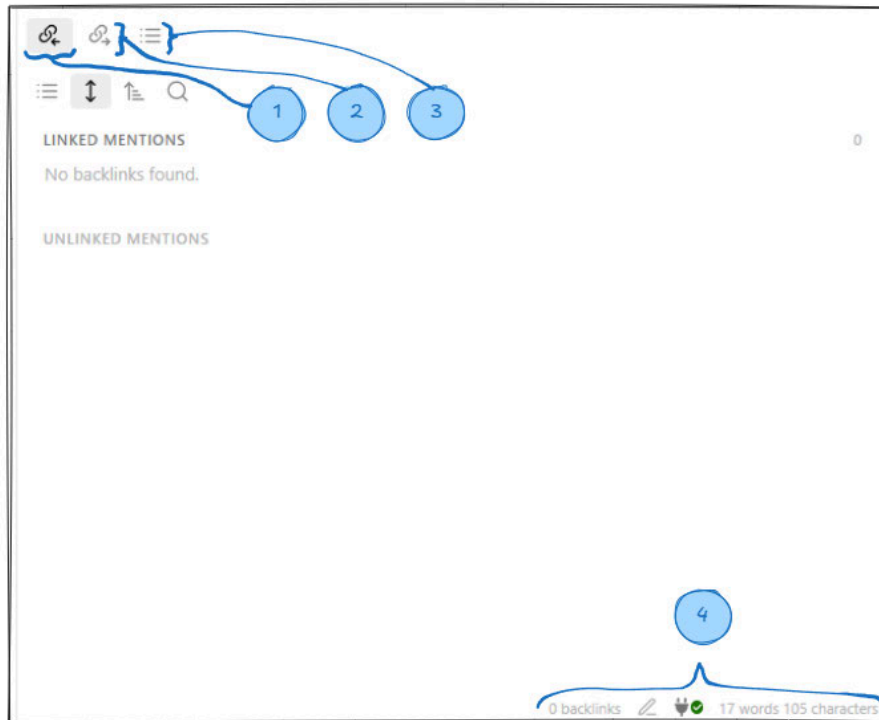 1 2 3
LINKED MENTIONS 0
No backlinks found.
UNLINKED MENTIONS
4
0 backlinks 17 words 105 characters